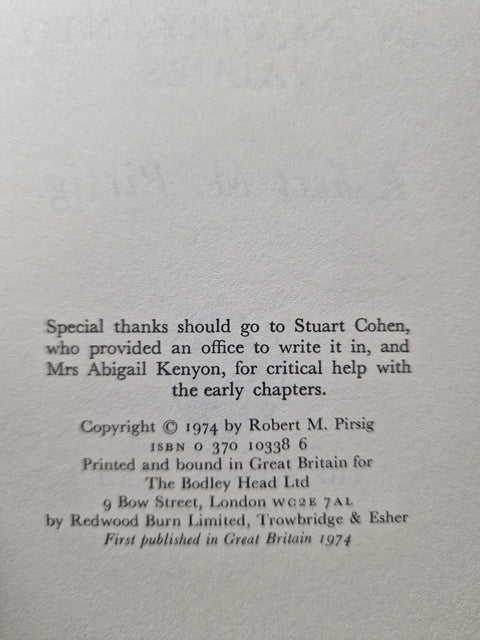 Special thanks should go to Stuart Cohen,
who provided an office to write it in, and
Mrs Abigail Kenyon, for critical help with
the early chapters.
Copyright © 1974 by Robert M. Pirsig
ISBN 0 370 10338 6
Printed and bound in Great Britain for
The Bodley Head Ltd
9 Bow Street, London WC2E 7AL
by Redwood Burn Limited, Trowbridge & Esher
First published in Great Britain 1974